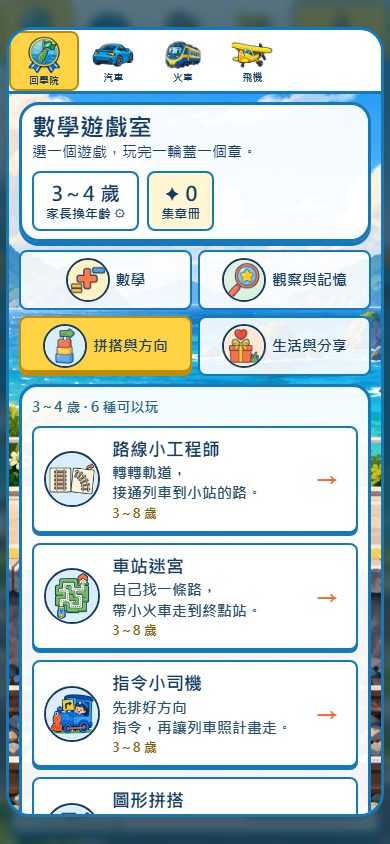 回學院
汽車
火車
飛機
數學遊戲室
選一個遊戲，玩完一輪蓋一個章。
3~4 歲
家長換年齡 ⚙
✦ 0
集章冊
數學
觀察與記憶
拼搭與方向
生活與分享
3~4 歲 · 6 種可以玩
路線小工程師
轉轉軌道，
接通列車到小站的路。
3~8 歲
→
車站迷宮
自己找一條路，
帶小火車走到終點站。
3~8 歲
→
指令小司機
先排好方向
指令，再讓列車照計畫走。
3~8 歲
→
圖形拼搭